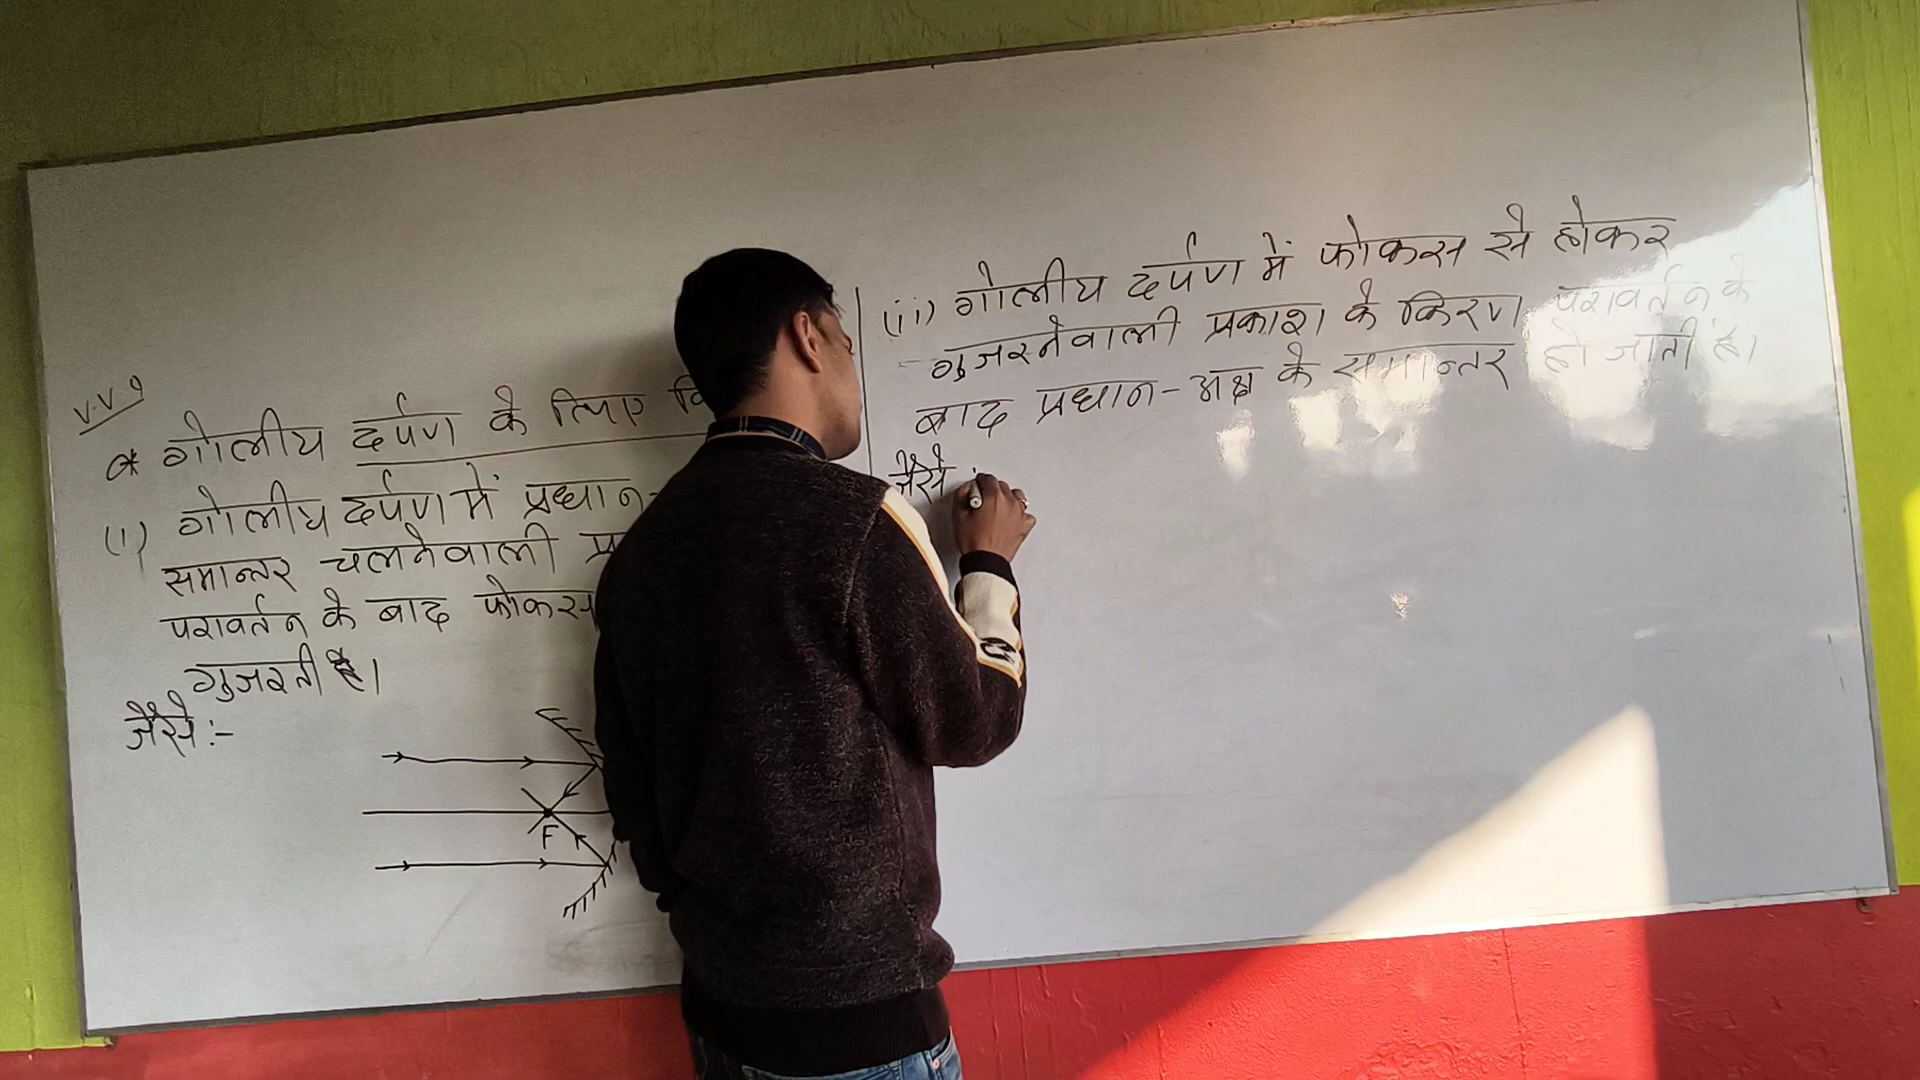 V.V.I
* गोलीय दर्पण के लिए
(i) गोलीय दर्पण में प्रधान-
समान्तर चलनेवाली
परावर्तन के बाद फोकस
गुजरती है।
जैसे :-
F
(ii) गोलीय दर्पण में फोकस से होकर
गुजरनेवाली प्रकाश के किरण परावर्तन के
बाद प्रधान-अक्ष के समान्तर हो जाती है।
जैसे